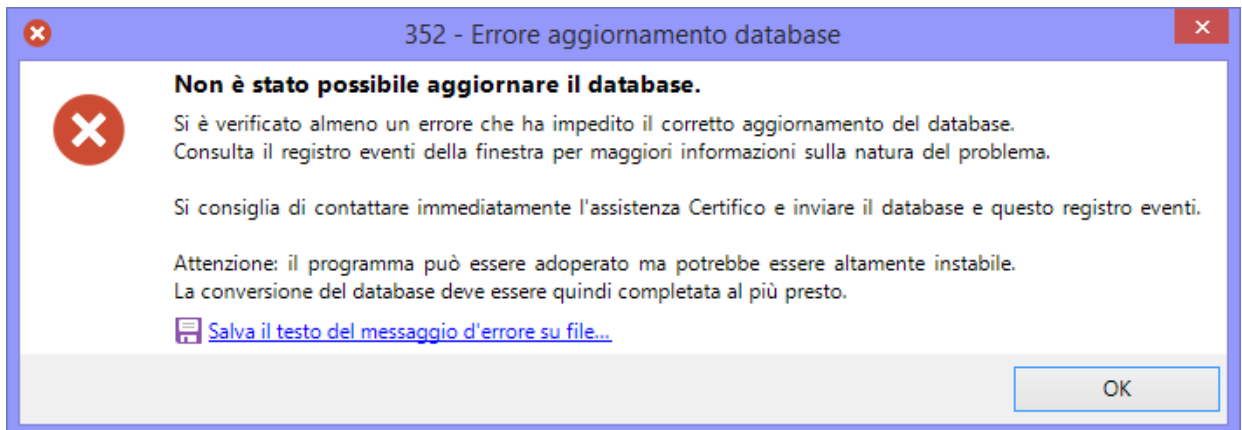 352 - Errore aggiornamento database
Non è stato possibile aggiornare il database.
Si è verificato almeno un errore che ha impedito il corretto aggiornamento del database.
Consulta il registro eventi della finestra per maggiori informazioni sulla natura del problema.
Si consiglia di contattare immediatamente l'assistenza Certifico e inviare il database e questo registro eventi.
Attenzione: il programma può essere adoperato ma potrebbe essere altamente instabile.
La conversione del database deve essere quindi completata al più presto.
Salva il testo del messaggio d'errore su file...
OK